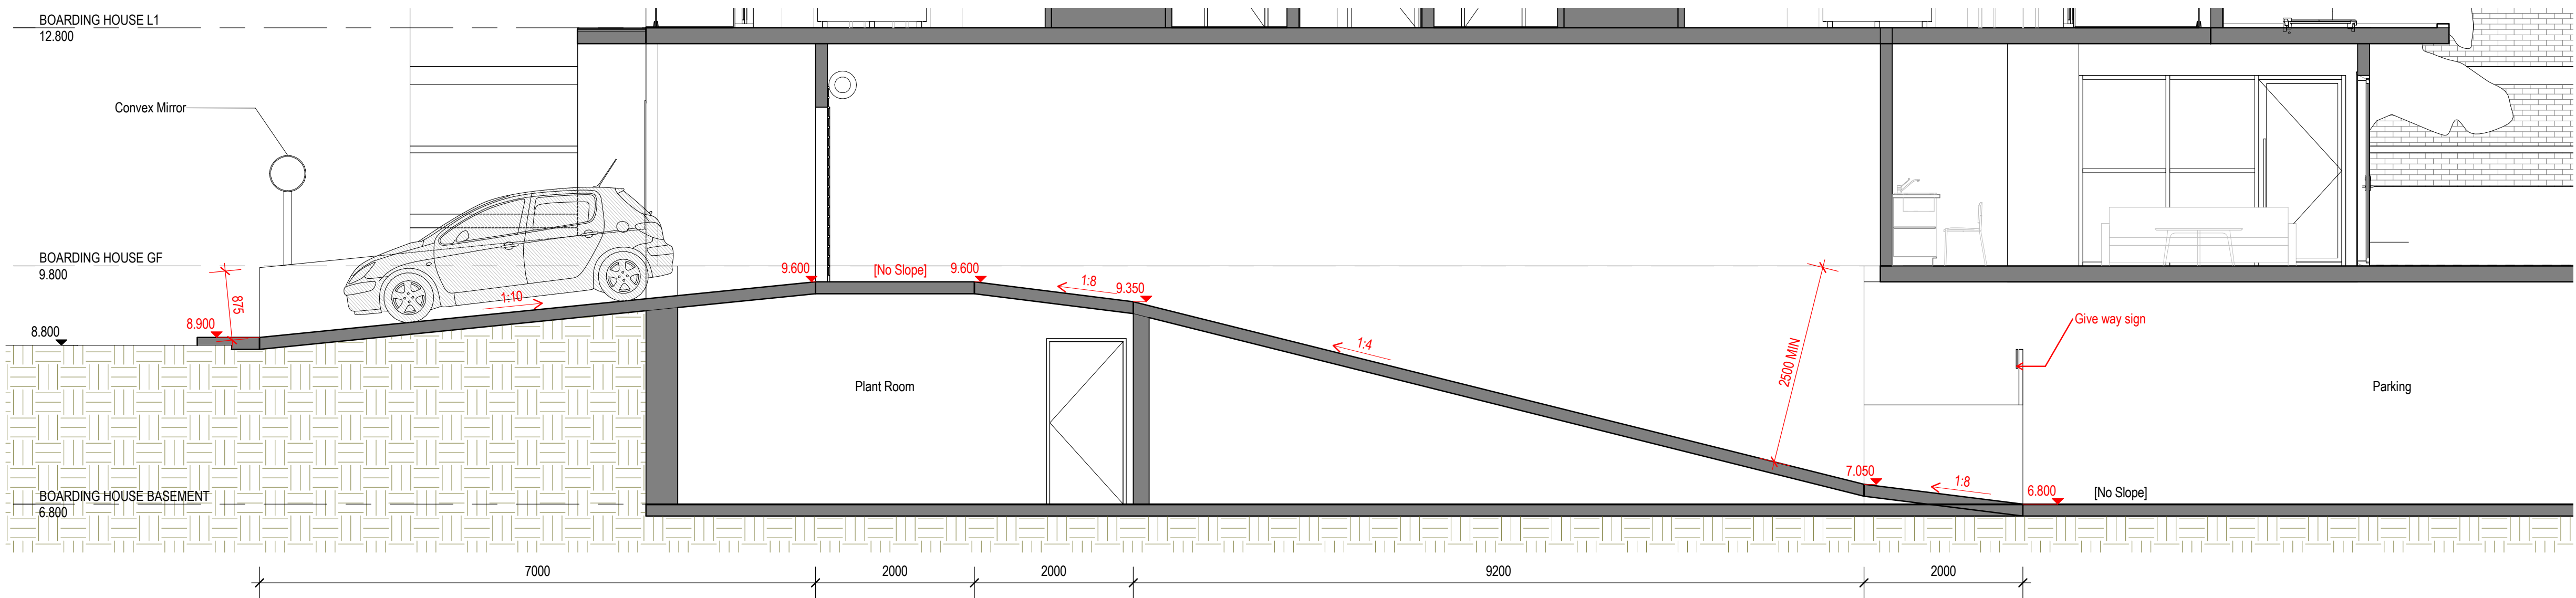 BOARDING HOUSE L1
12.800
Convex Mirror
BOARDING HOUSE GF
9.800
875
8.900
8.800
1:10
9.600
[No Slope]
9.600
1:8
9.350
1:4
2500 MIN
Give way sign
Plant Room
Parking
7.050
1:8
6.800
[No Slope]
BOARDING HOUSE BASEMENT
6.800
7000
2000
2000
9200
2000